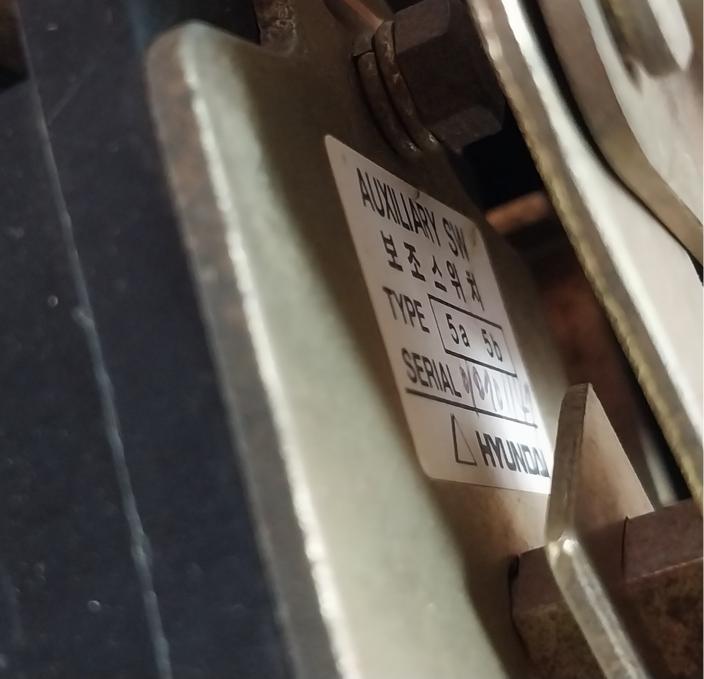 AUXILIARY SW
보조스위치
TYPE 5a 5b
SERIAL
HYUNDAI